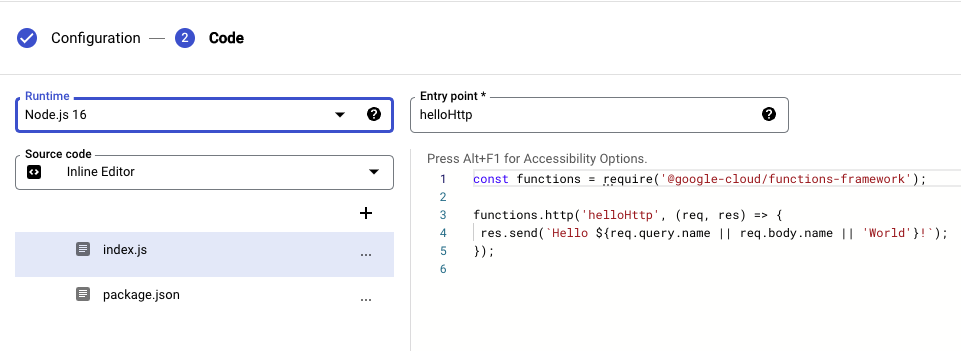 Configuration — 2 Code
Runtime
Node.js 16
Entry point *
helloHttp
Source code
Inline Editor
+
index.js ...
package.json ...
Press Alt+F1 for Accessibility Options.
1 const functions = require('@google-cloud/functions-framework');
2
3 functions.http('helloHttp', (req, res) => {
4  res.send(`Hello ${req.query.name || req.body.name || 'World'}!`);
5 });
6